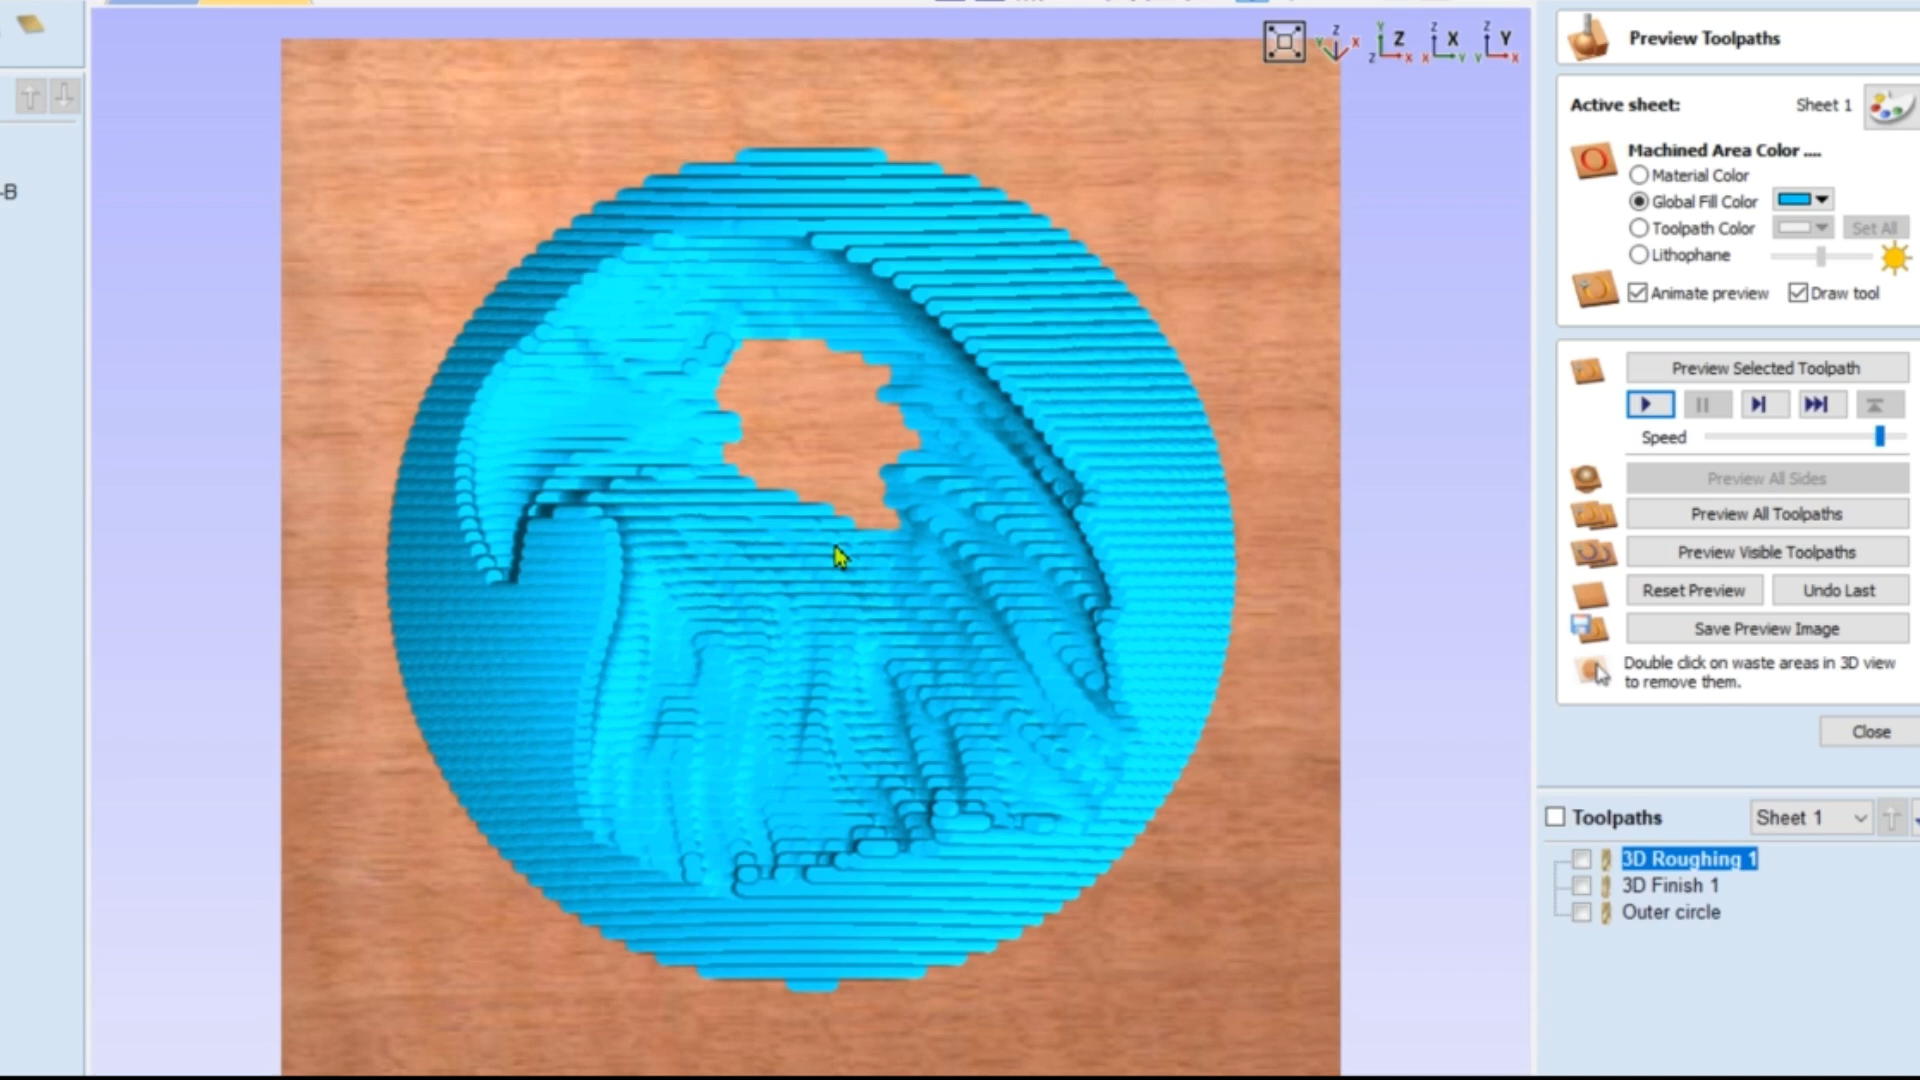 -B
Z
Y X
Y
Z
Z X
Z
X
X Y
Z
Y
Y X
Preview Toolpaths
Active sheet: Sheet 1
Machined Area Color ....
Material Color
Global Fill Color
Toolpath Color Set All
Lithophane
Animate preview Draw tool
Preview Selected Toolpath
Speed
Preview All Sides
Preview All Toolpaths
Preview Visible Toolpaths
Reset Preview Undo Last
Save Preview Image
Double click on waste areas in 3D view
to remove them.
Close
Toolpaths Sheet 1
3D Roughing 1
3D Finish 1
Outer circle